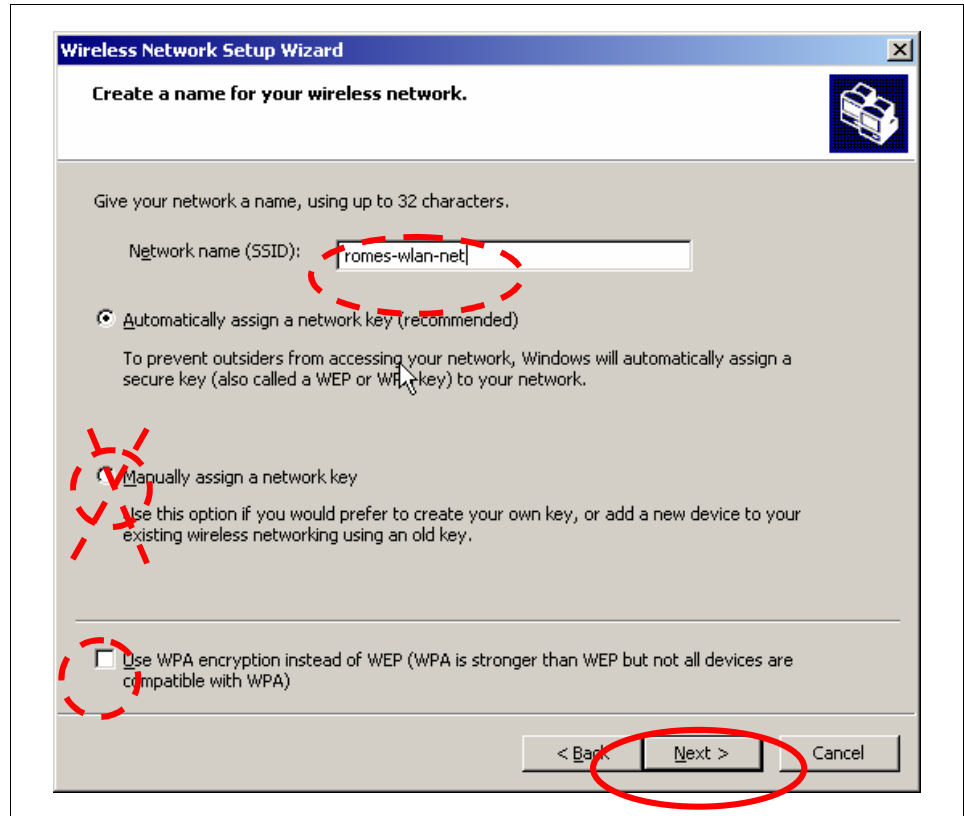 Wireless Network Setup Wizard
Create a name for your wireless network.
Give your network a name, using up to 32 characters.
Network name (SSID): romes-wlan-net
Automatically assign a network key (recommended)
To prevent outsiders from accessing your network, Windows will automatically assign a
secure key (also called a WEP or WPA key) to your network.
Manually assign a network key
Use this option if you would prefer to create your own key, or add a new device to your
existing wireless networking using an old key.
Use WPA encryption instead of WEP (WPA is stronger than WEP but not all devices are
compatible with WPA)
< Back Next > Cancel